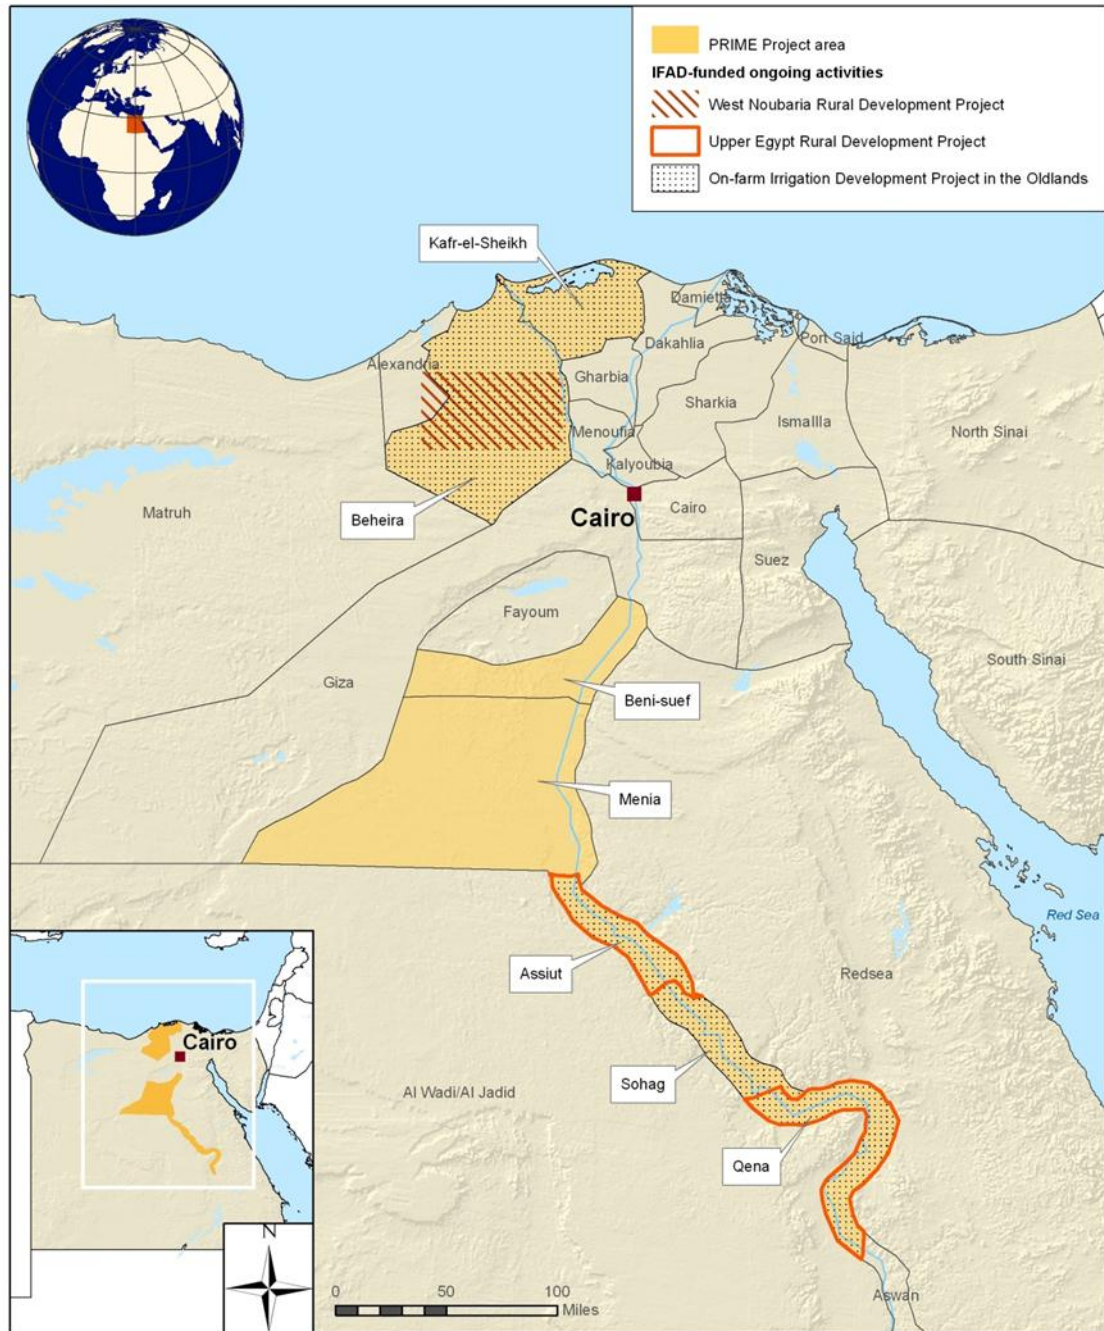 PRIME Project area
IFAD-funded ongoing activities
West Noubaria Rural Development Project
Upper Egypt Rural Development Project
On-farm Irrigation Development Project in the Oldlands
Kafr-el-Sheikh
Damietta
Port Said
Dakahlia
Alexandria
Gharbia
Sharkia
Ismallla
North Sinai
Menoufia
Kalyoubia
Beheira
Matruh
Cairo
Cairo
Suez
Fayoum
South Sinai
Giza
Beni-suef
Menia
Red Sea
Assiut
Redsea
Cairo
Sohag
Al Wadi/Al Jadid
Qena
N
0 50 100
Miles
Aswan